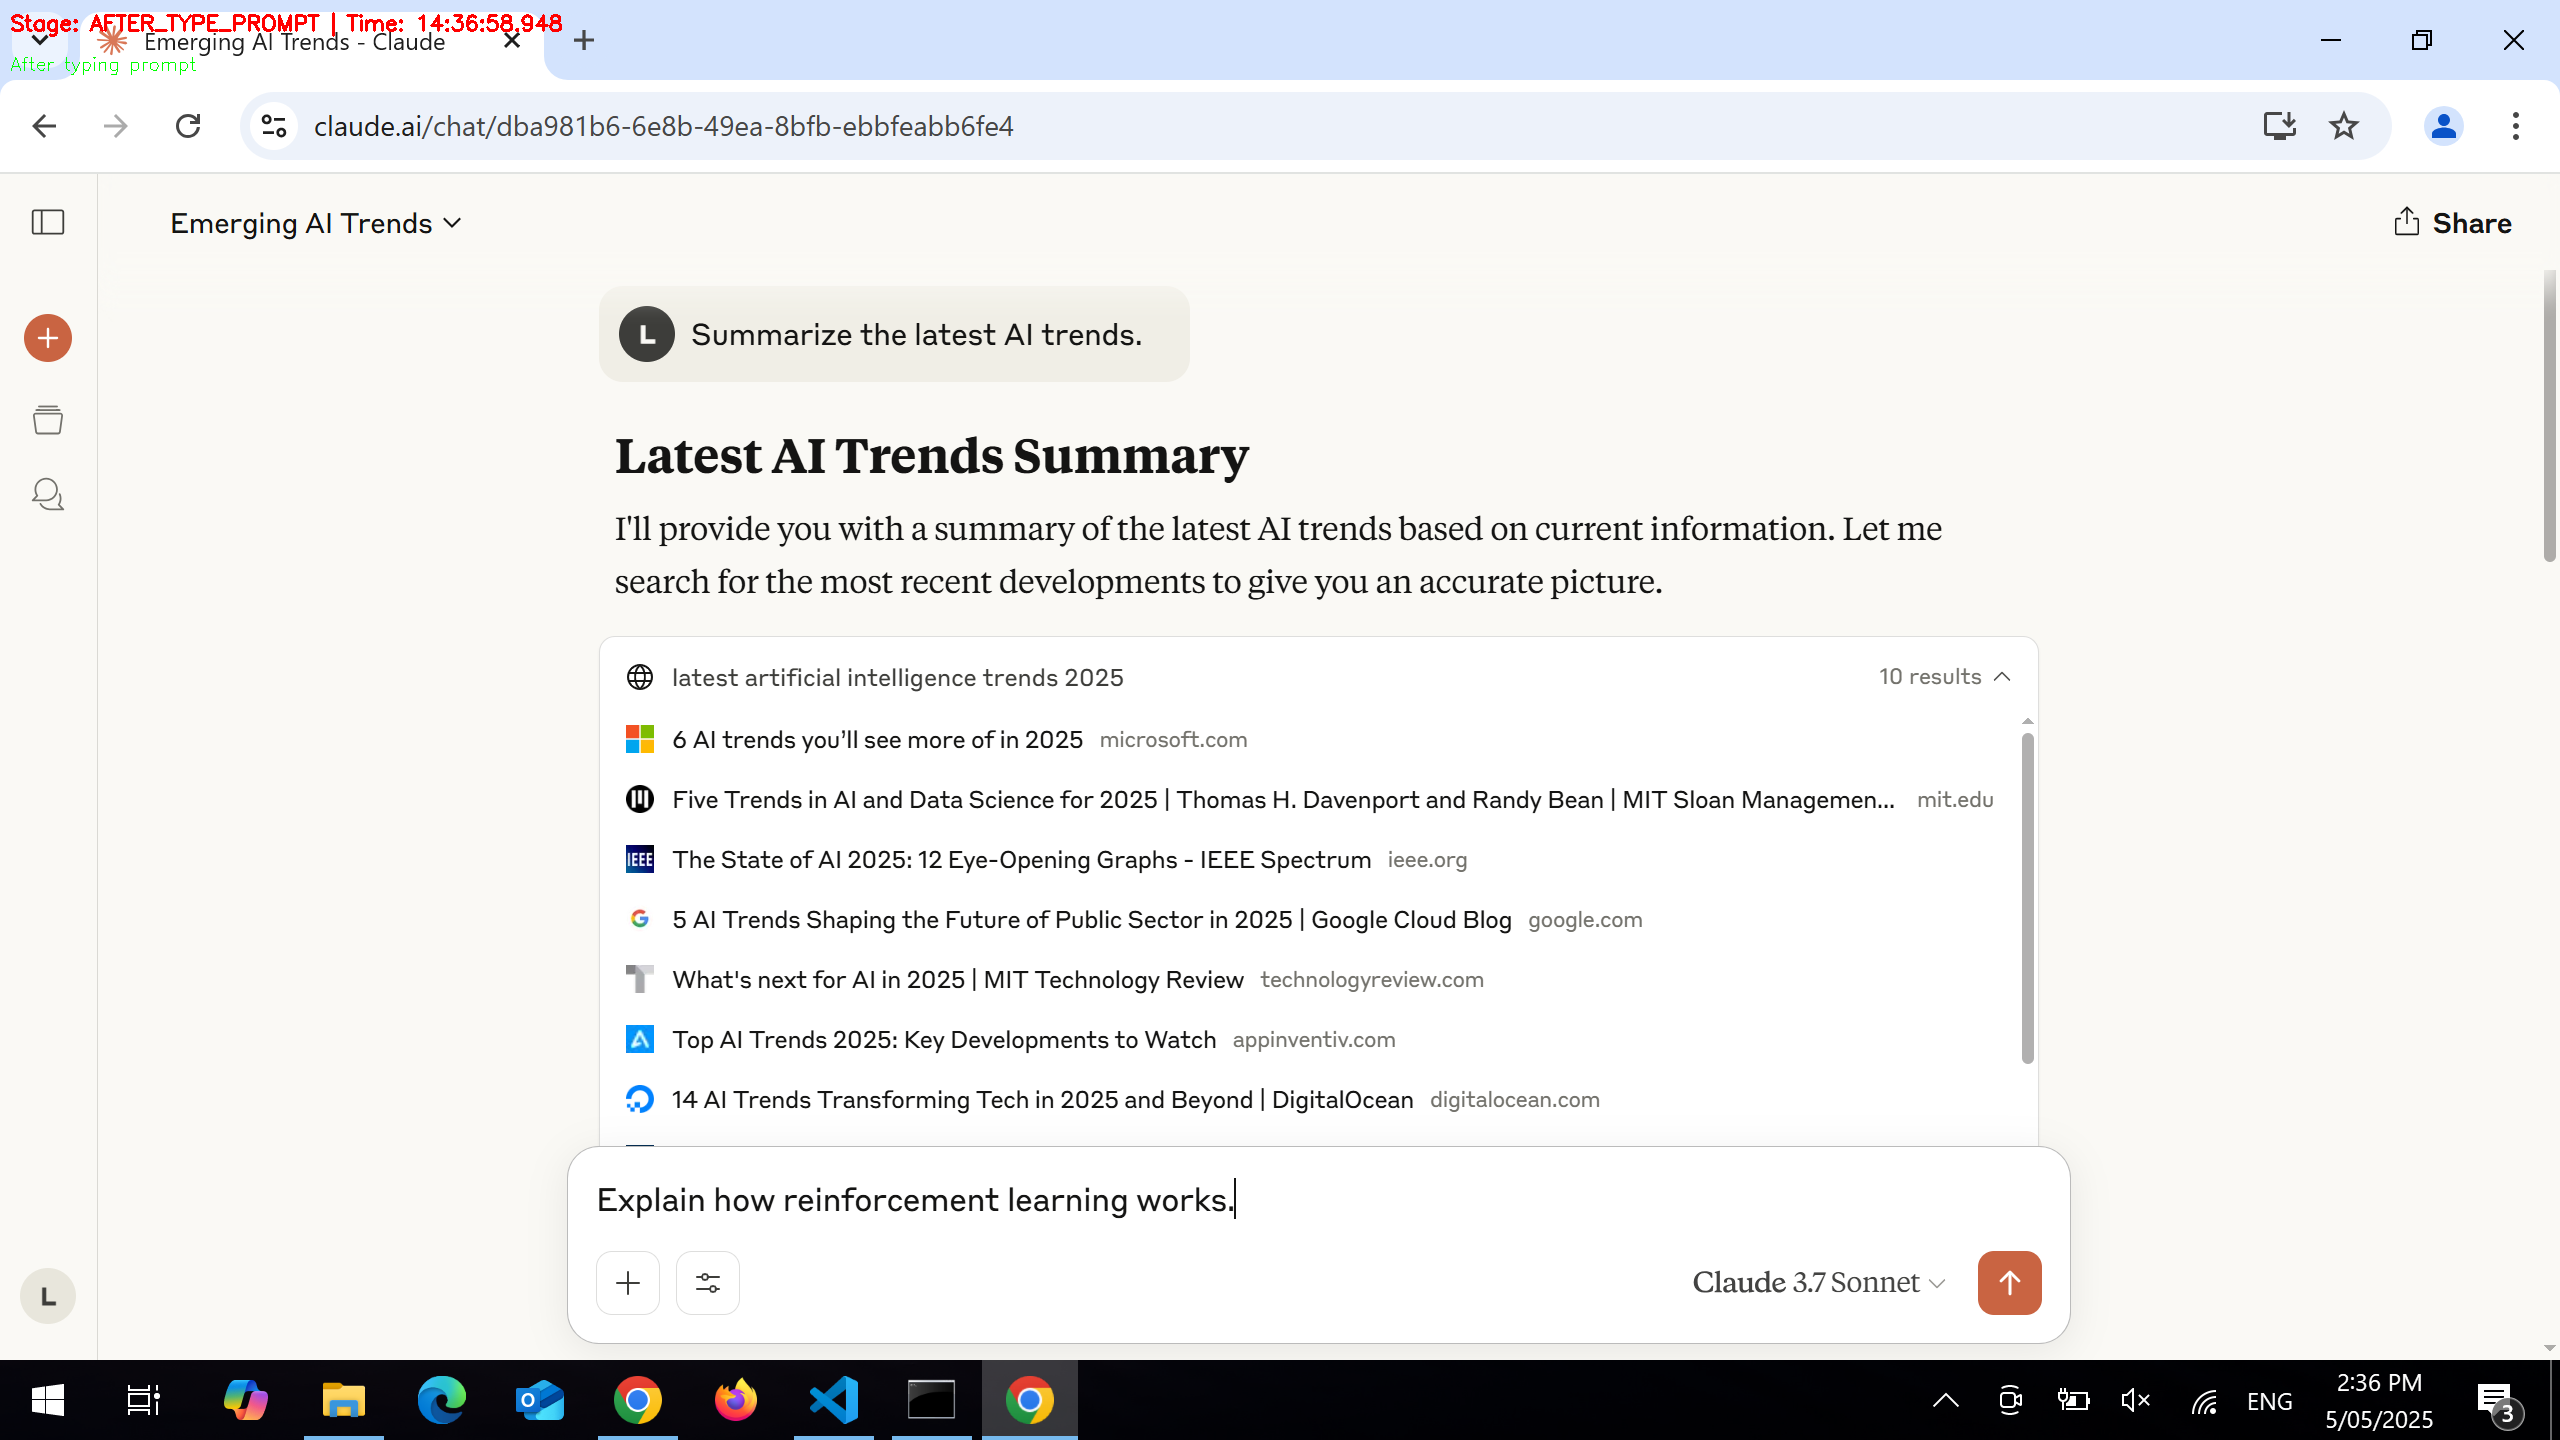 Stage: AFTER_TYPE_PROMPT | Time: 14:36:58.948
Emerging AI Trends - Claude
After typing prompt
claude.ai/chat/dba981b6-6e8b-49ea-8bfb-ebbfeabb6fe4
Emerging AI Trends
Share
L
Summarize the latest AI trends.
Latest AI Trends Summary
I'll provide you with a summary of the latest AI trends based on current information. Let me
search for the most recent developments to give you an accurate picture.
latest artificial intelligence trends 2025
10 results
6 AI trends you’ll see more of in 2025 microsoft.com
Five Trends in AI and Data Science for 2025 | Thomas H. Davenport and Randy Bean | MIT Sloan Managemen... mit.edu
IEEE
The State of AI 2025: 12 Eye-Opening Graphs - IEEE Spectrum ieee.org
5 AI Trends Shaping the Future of Public Sector in 2025 | Google Cloud Blog google.com
What's next for AI in 2025 | MIT Technology Review technologyreview.com
Top AI Trends 2025: Key Developments to Watch appinventiv.com
14 AI Trends Transforming Tech in 2025 and Beyond | DigitalOcean digitalocean.com
Explain how reinforcement learning works.
Claude 3.7 Sonnet
L
ENG
2:36 PM
5/05/2025
3